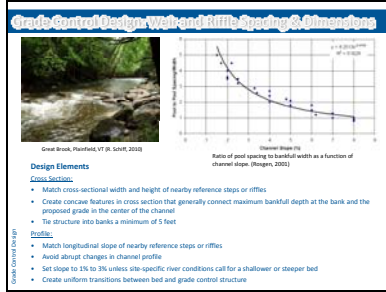 Grade Control Design: Weir and Riffle Spacing & Dimensions
Great Brook, Plainfield, VT (R. Schiff, 2010)
Channel Slope (%)
Ratio of pool spacing to bankfull width as a function of
channel slope. (Rosgen, 2001)
Design Elements
Cross Section:
• Match cross-sectional width and height of nearby reference steps or riffles
• Create concave features in cross section that generally connect maximum bankfull depth at the bank and the
proposed grade in the center of the channel
• Tie structure into banks a minimum of 5 feet
Profile:
• Match longitudinal slope of nearby reference steps or riffles
• Avoid abrupt changes in channel profile
• Set slope to 1% to 3% unless site-specific river conditions call for a shallower or steeper bed
• Create uniform transitions between bed and grade control structure
Grade Control Design